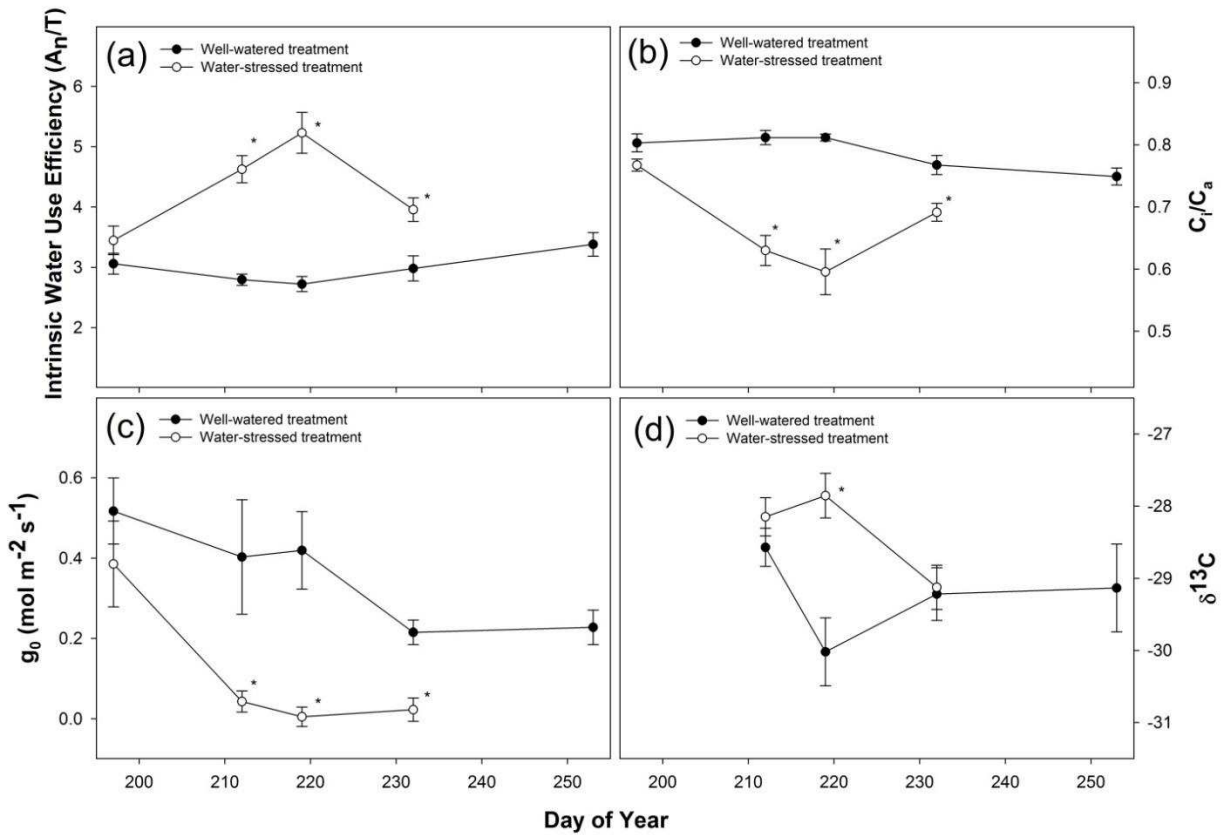 Intrinsic Water Use Efficiency (An/T)
(a)
Well-watered treatment
Water-stressed treatment
6
5
4
3
2
*
*
*
(b)
Well-watered treatment
Water-stressed treatment
0.9
0.8
0.7
0.6
0.5
Ci/Ca
*
*
*
g0 (mol m-2 s-1)
(c)
Well-watered treatment
Water-stressed treatment
0.6
0.4
0.2
0.0
*
*
*
200 210 220 230 240 250
(d)
Well-watered treatment
Water-stressed treatment
-27
-28
-29
-30
-31
δ13C
*
200 210 220 230 240 250
Day of Year